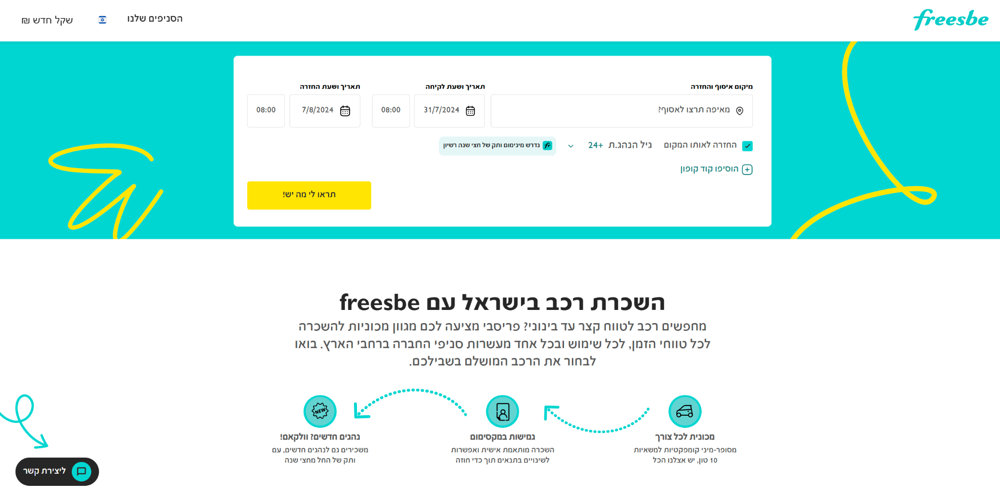 freesbe
הסניפים שלנו
שקל חדש ₪
מיקום איסוף והחזרה
תאריך ושעת לקיחה
תאריך ושעת החזרה
מאיפה תרצו לאסוף?
31/7/2024
08:00
7/8/2024
08:00
החזרה לאותו המקום
גיל הנהג.ת
24+
fr
נדרש מינימום ותק של חצי שנה רשיון
הוסיפו קוד קופון
תראו לי מה יש!
השכרת רכב בישראל עם freesbe
מחפשים רכב לטווח קצר עד בינוני? פריסבי מציעה לכם מגוון מכוניות להשכרה
לכל טווחי הזמן, לכל שימוש ובכל אחד מעשרות סניפי החברה ברחבי הארץ. בואו
לבחור את הרכב המושלם בשבילכם.
מכונית לכל צורך
מסופר-מיני קומפקטיות למשאיות
10 טון, יש אצלנו הכל
גמישות במקסימום
השכרה מותאמת אישית ואפשרות
לשינויים בתנאים תוך כדי חוזה
NEW
נהגים חדשים? וולקאם!
משכירים גם לנהגים חדשים, עם
ותק של החל מחצי שנה
ליצירת קשר